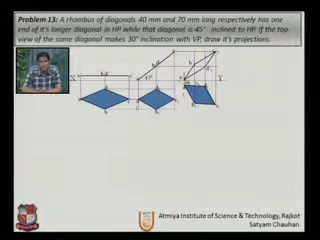 Problem 13: A rhombus of diagonals 40 mm and 70 mm long respectively has one
end of it's longer diagonal in HP while that diagonal is 45° inclined to HP. If the top
view of the same diagonal makes 30° inclination with VP, draw it's projections.
X
Y
45°
Atmiya Institute of Science & Technology, Rajkot
Satyam Chauhan